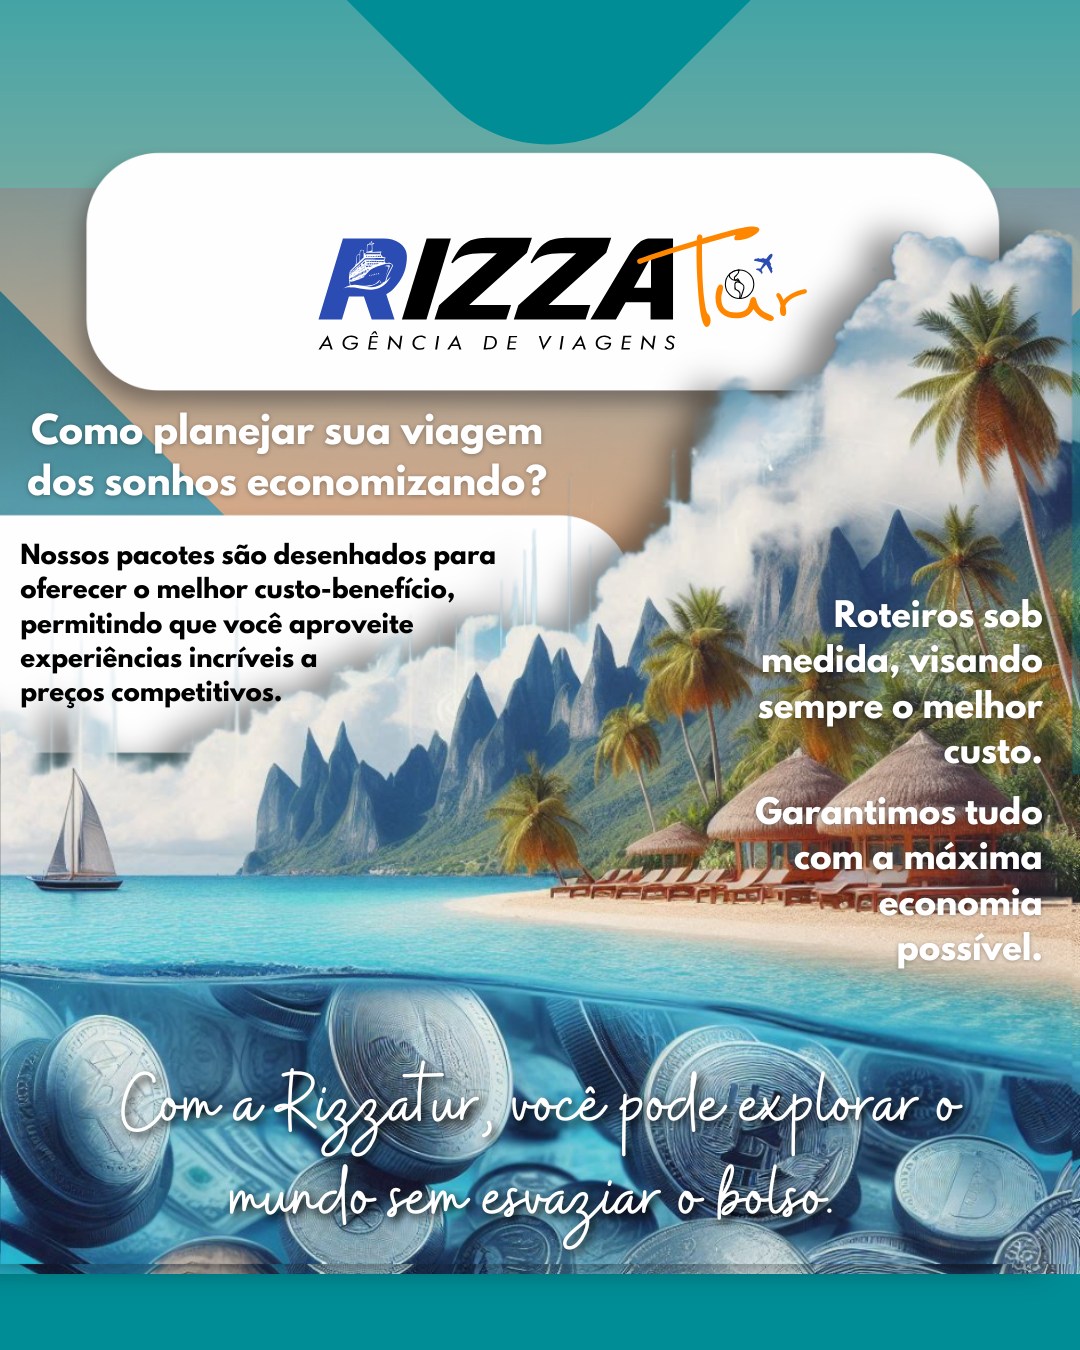 RIZZATur
AGÊNCIA DE VIAGENS
Como planejar sua viagem
dos sonhos economizando?
Nossos pacotes são desenhados para
oferecer o melhor custo-benefício,
permitindo que você aproveite
experiências incríveis a
preços competitivos.
Roteiros sob
medida, visando
sempre o melhor
custo.
Garantimos tudo
com a máxima
economia
possível.
Com a Rizzatur, você pode explorar o
mundo sem esvaziar o bolso.